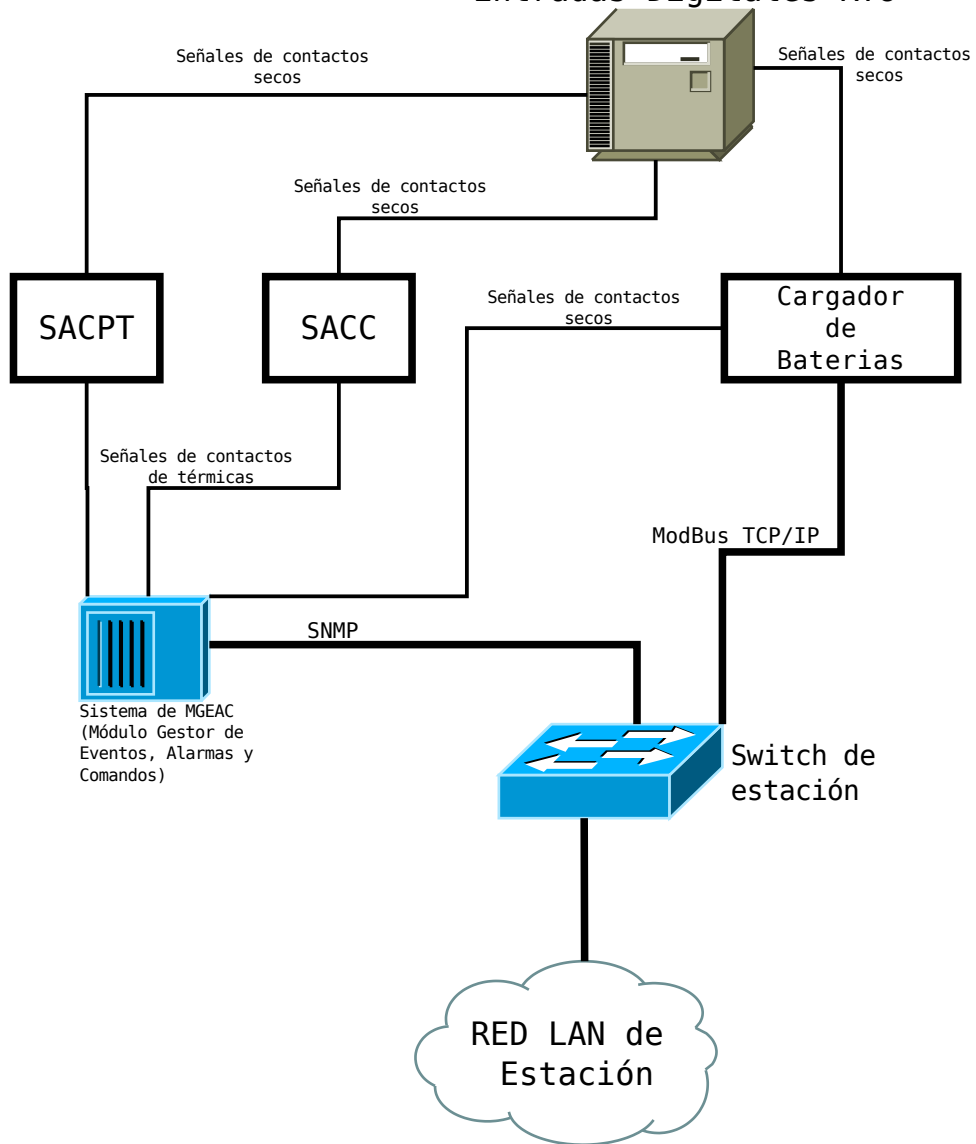 Señales de contactos
secos
Señales de contactos
secos
Señales de contactos
secos
SACPT
SACC
Señales de contactos
secos
Cargador
de
Baterias
Señales de contactos
de térmicas
ModBus TCP/IP
SNMP
Sistema de MGEAC
(Módulo Gestor de
Eventos, Alarmas y
Comandos)
Switch de
estación
RED LAN de
Estación